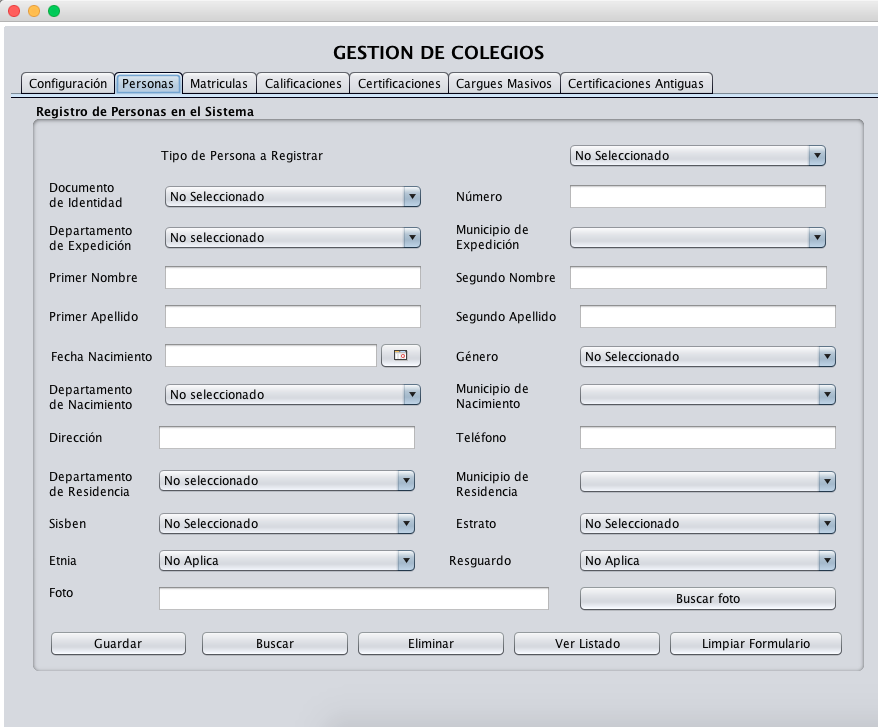 GESTION DE COLEGIOS
Configuración Personas Matriculas Calificaciones Certificaciones Cargues Masivos Certificaciones Antiguas
Registro de Personas en el Sistema
Tipo de Persona a Registrar No Seleccionado
Documento
de Identidad No Seleccionado Número
Departamento
de Expedición No seleccionado Municipio de
Expedición
Primer Nombre Segundo Nombre
Primer Apellido Segundo Apellido
Fecha Nacimiento Género No Seleccionado
Departamento
de Nacimiento No seleccionado Municipio de
Nacimiento
Dirección Teléfono
Departamento
de Residencia No seleccionado Municipio de
Residencia
Sisben No Seleccionado Estrato No Seleccionado
Etnia No Aplica Resguardo No Aplica
Foto Buscar foto
Guardar Buscar Eliminar Ver Listado Limpiar Formulario